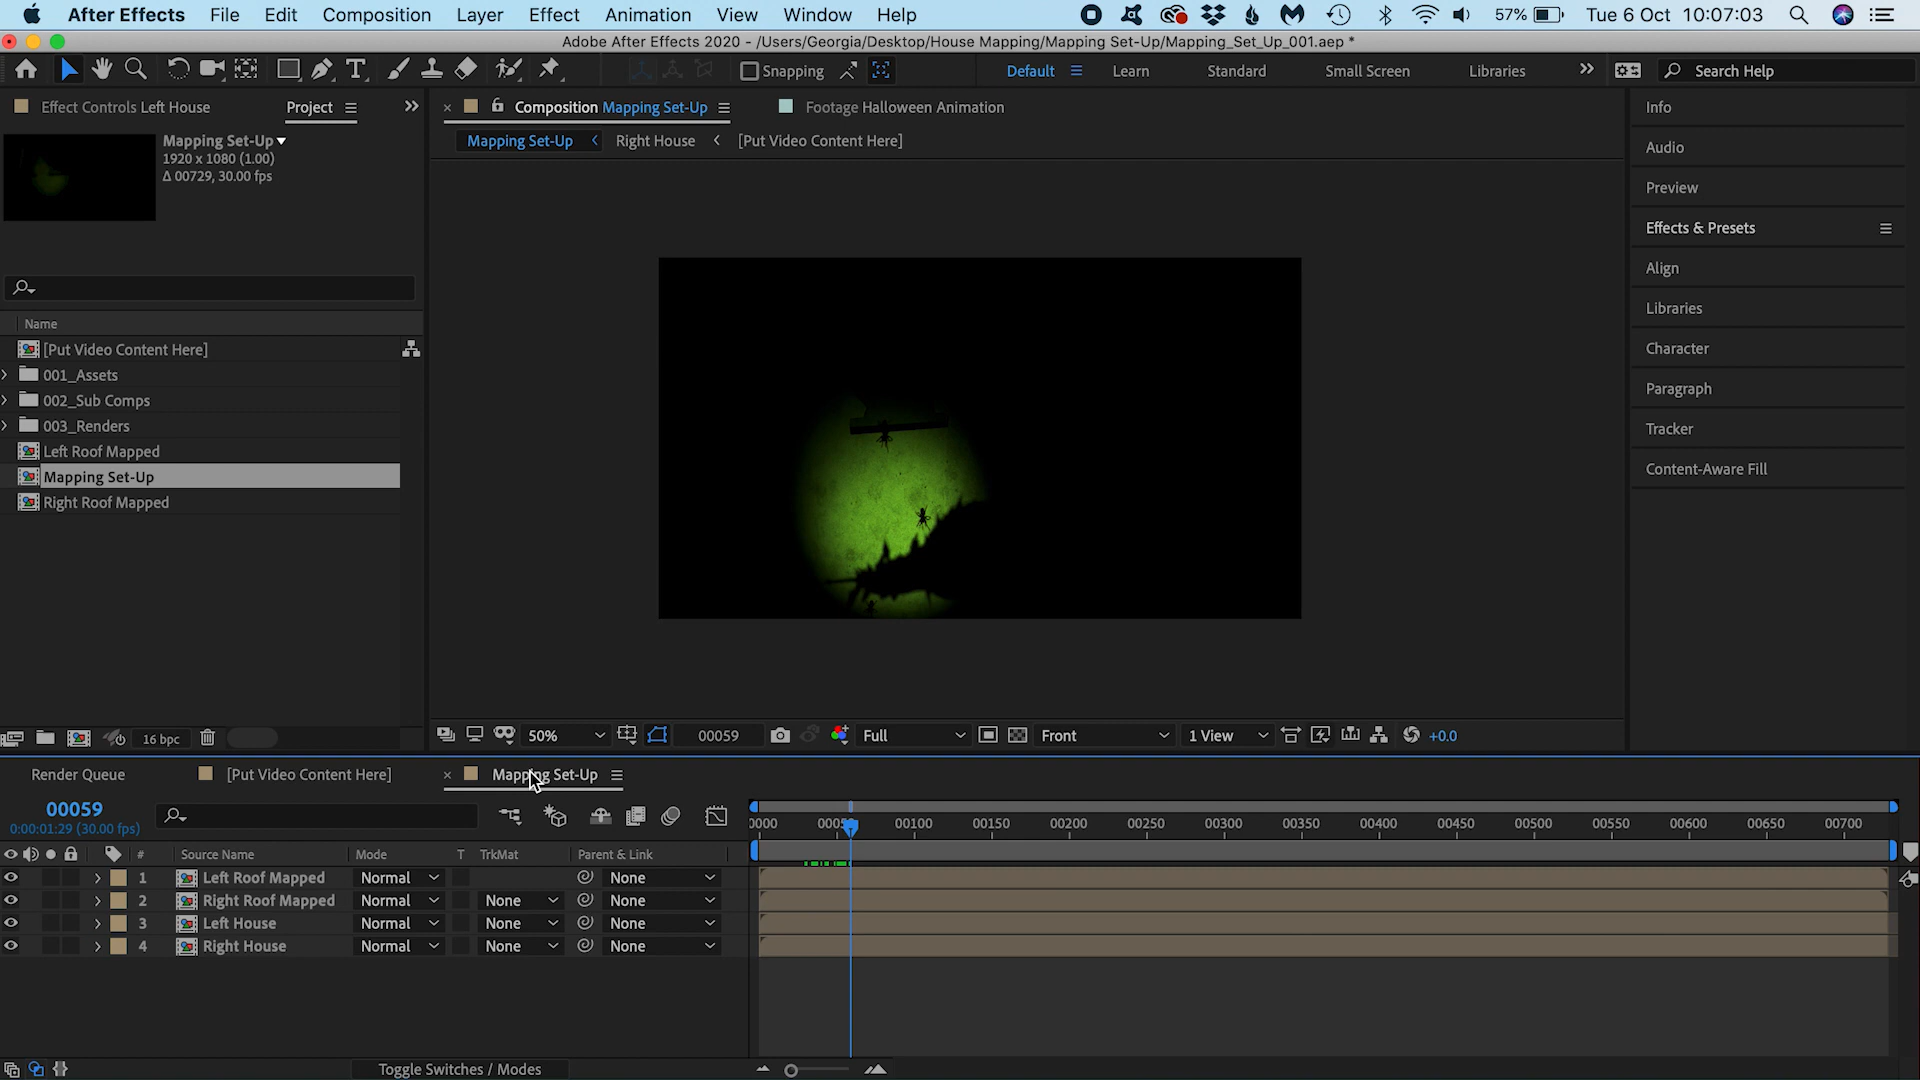 After Effects File Edit Composition Layer Effect Animation View Window Help 57% Tue 6 Oct 10:07:03
Adobe After Effects 2020 - /Users/Georgia/Desktop/House Mapping/Mapping Set-Up/Mapping_Set_Up_001.aep *
Snapping Default Learn Standard Small Screen Libraries Search Help
Effect Controls Left House Project
Composition Mapping Set-Up Footage Halloween Animation
Mapping Set-Up Right House [Put Video Content Here]
Mapping Set-Up
1920 x 1080 (1.00)
Δ 00729, 30.00 fps
Name
[Put Video Content Here]
001_Assets
002_Sub Comps
003_Renders
Left Roof Mapped
Mapping Set-Up
Right Roof Mapped
16 bpc
50% 00059 Full Front 1 View +0.0
Info
Audio
Preview
Effects & Presets
Align
Libraries
Character
Paragraph
Tracker
Content-Aware Fill
Render Queue [Put Video Content Here] Mapping Set-Up
00059
0:00:01:29 (30.00 fps)
00100 00150 00200 00250 00300 00350 00400 00450 00500 00550 00600 00650 00700
# Source Name Mode T TrkMat Parent & Link
1 Left Roof Mapped Normal None
2 Right Roof Mapped Normal None None
3 Left House Normal None None
4 Right House Normal None None
Toggle Switches / Modes